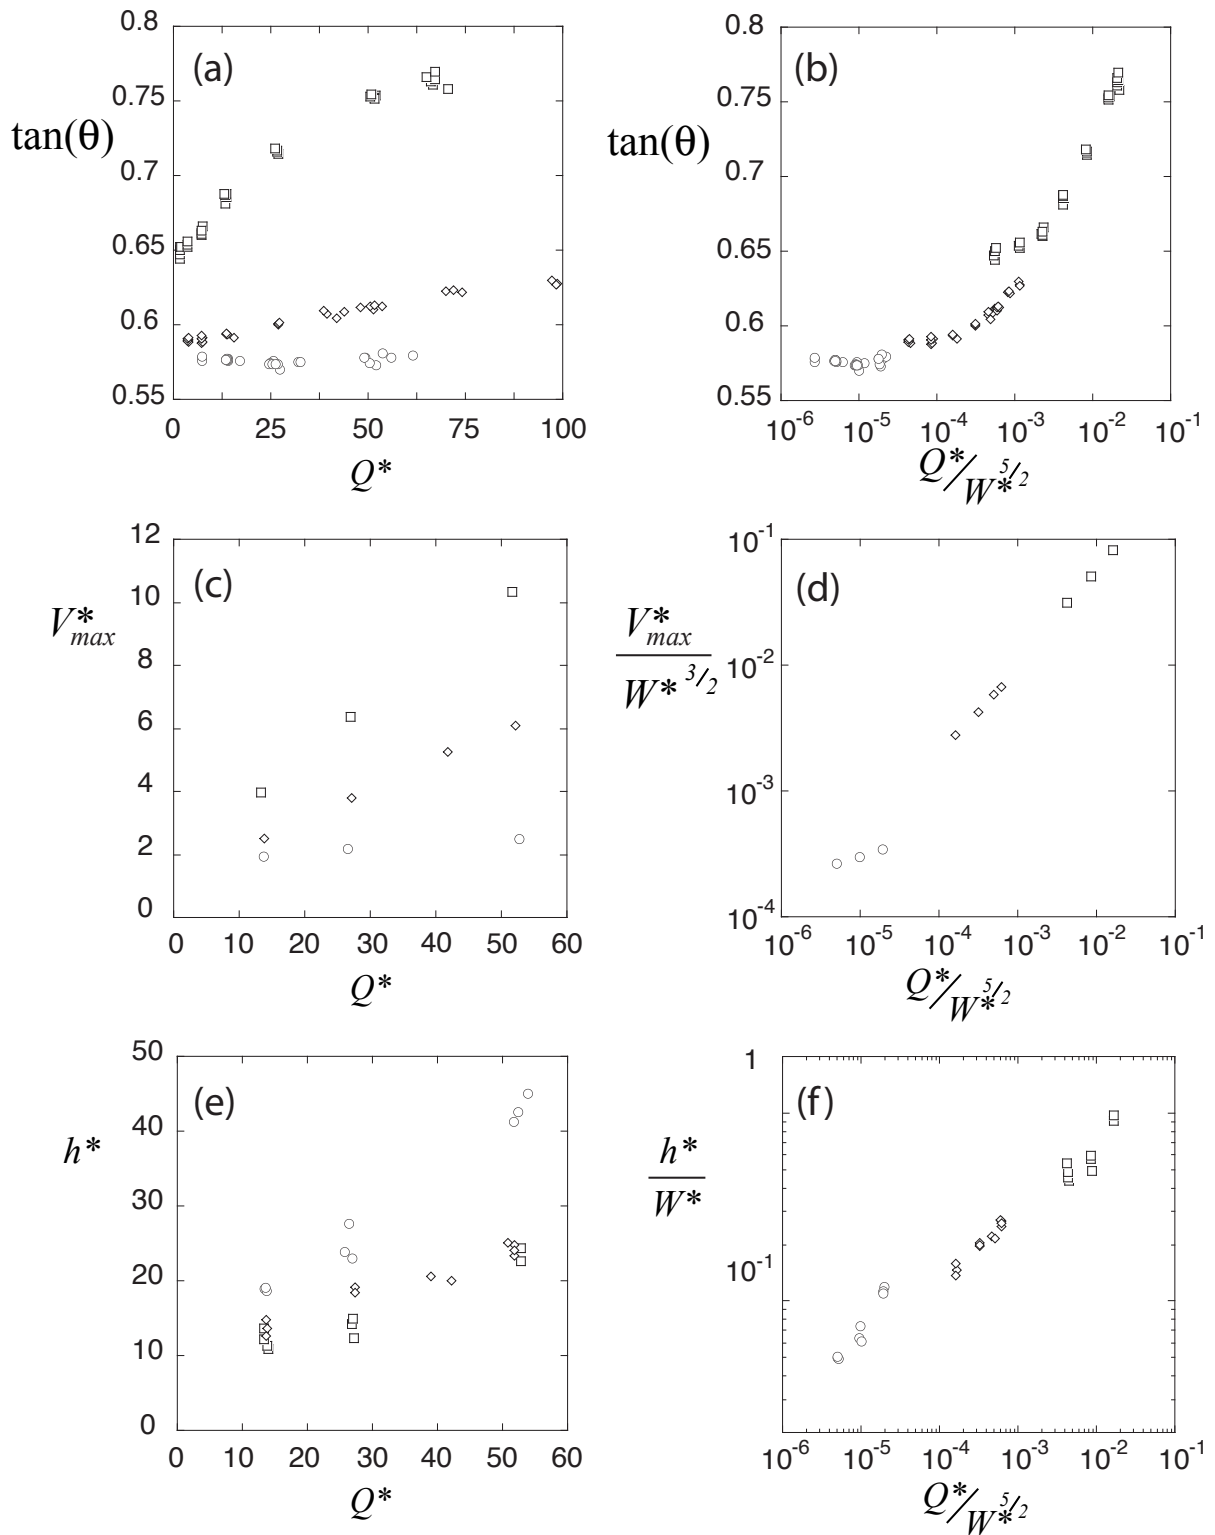 (a)
tan(θ)
0.8
0.75
0.7
0.65
0.6
0.55
0 25 50 75 100
Q*
(b)
tan(θ)
0.8
0.75
0.7
0.65
0.6
0.55
10-6 10-5 10-4 10-3 10-2 10-1
Q*/W*5/2
(c)
V*max
12
10
8
6
4
2
0
0 10 20 30 40 50 60
Q*
(d)
V*max
W* 3/2
10-1
10-2
10-3
10-4
10-6 10-5 10-4 10-3 10-2 10-1
Q*/W*5/2
(e)
h*
50
40
30
20
10
0
0 10 20 30 40 50 60
Q*
(f)
h*
W*
1
10-1
10-6 10-5 10-4 10-3 10-2 10-1
Q*/W*5/2